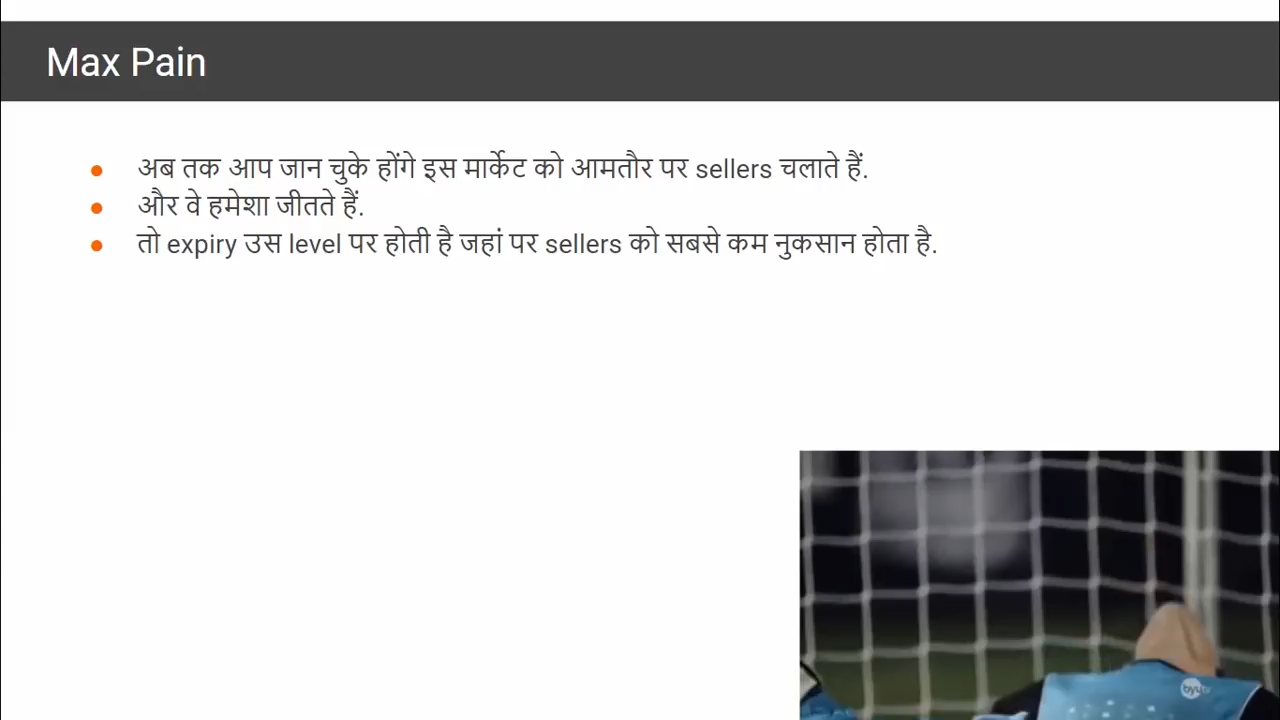 Max Pain
अब तक आप जान चुके होंगे इस मार्केट को आमतौर पर sellers चलाते हैं.
और वे हमेशा जीतते हैं.
तो expiry उस level पर होती है जहां पर sellers को सबसे कम नुकसान होता है.